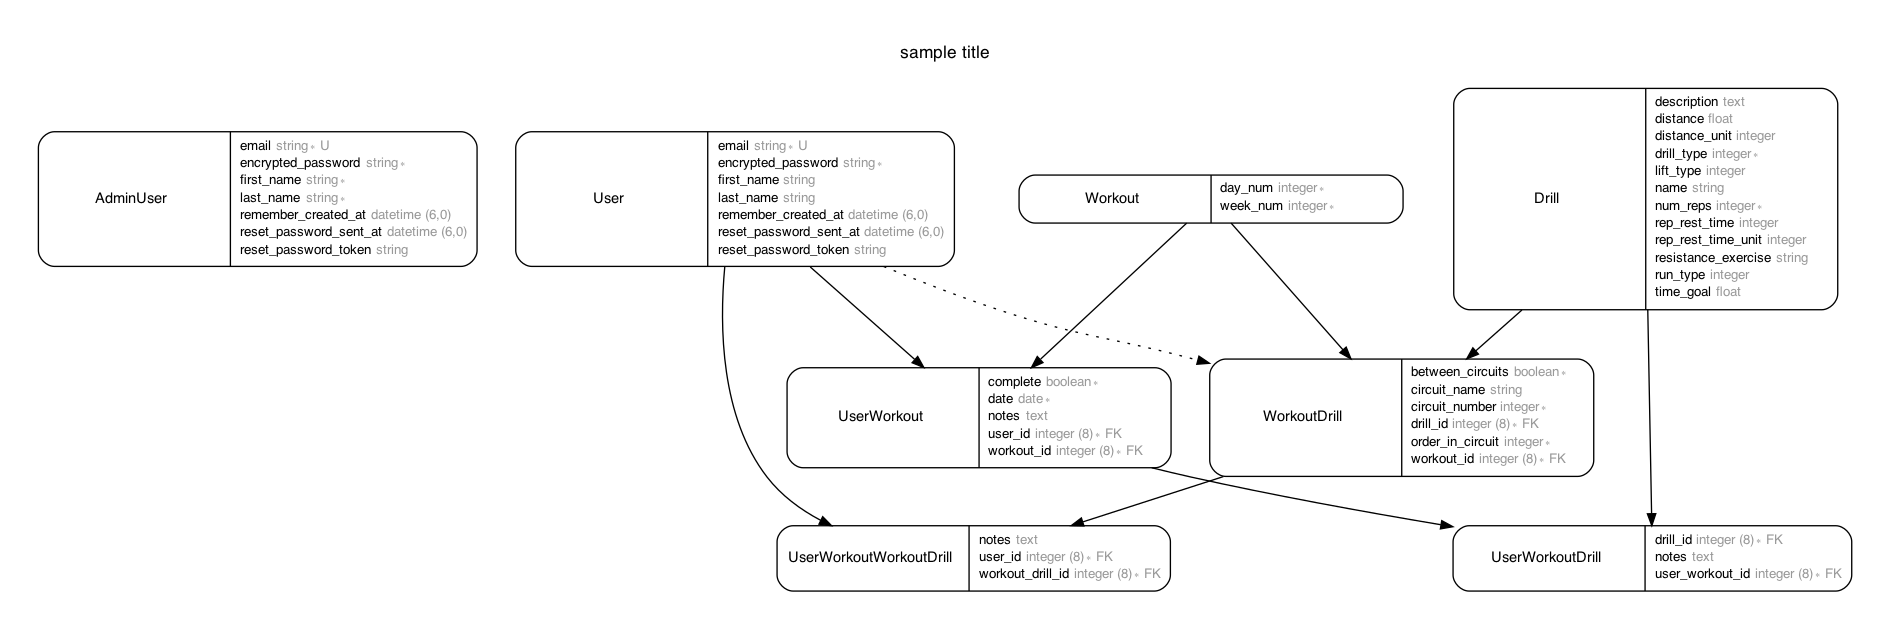 sample title
AdminUser
email string∗ U
encrypted_password string∗
first_name string∗
last_name string∗
remember_created_at datetime (6,0)
reset_password_sent_at datetime (6,0)
reset_password_token string
User
email string∗ U
encrypted_password string∗
first_name string
last_name string
remember_created_at datetime (6,0)
reset_password_sent_at datetime (6,0)
reset_password_token string
Workout
day_num integer∗
week_num integer∗
Drill
description text
distance float
distance_unit integer
drill_type integer∗
lift_type integer
name string
num_reps integer∗
rep_rest_time integer
rep_rest_time_unit integer
resistance_exercise string
run_type integer
time_goal float
UserWorkout
complete boolean∗
date date∗
notes text
user_id integer (8)∗ FK
workout_id integer (8)∗ FK
WorkoutDrill
between_circuits boolean∗
circuit_name string
circuit_number integer∗
drill_id integer (8)∗ FK
order_in_circuit integer∗
workout_id integer (8)∗ FK
UserWorkoutWorkoutDrill
notes text
user_id integer (8)∗ FK
workout_drill_id integer (8)∗ FK
UserWorkoutDrill
drill_id integer (8)∗ FK
notes text
user_workout_id integer (8)∗ FK